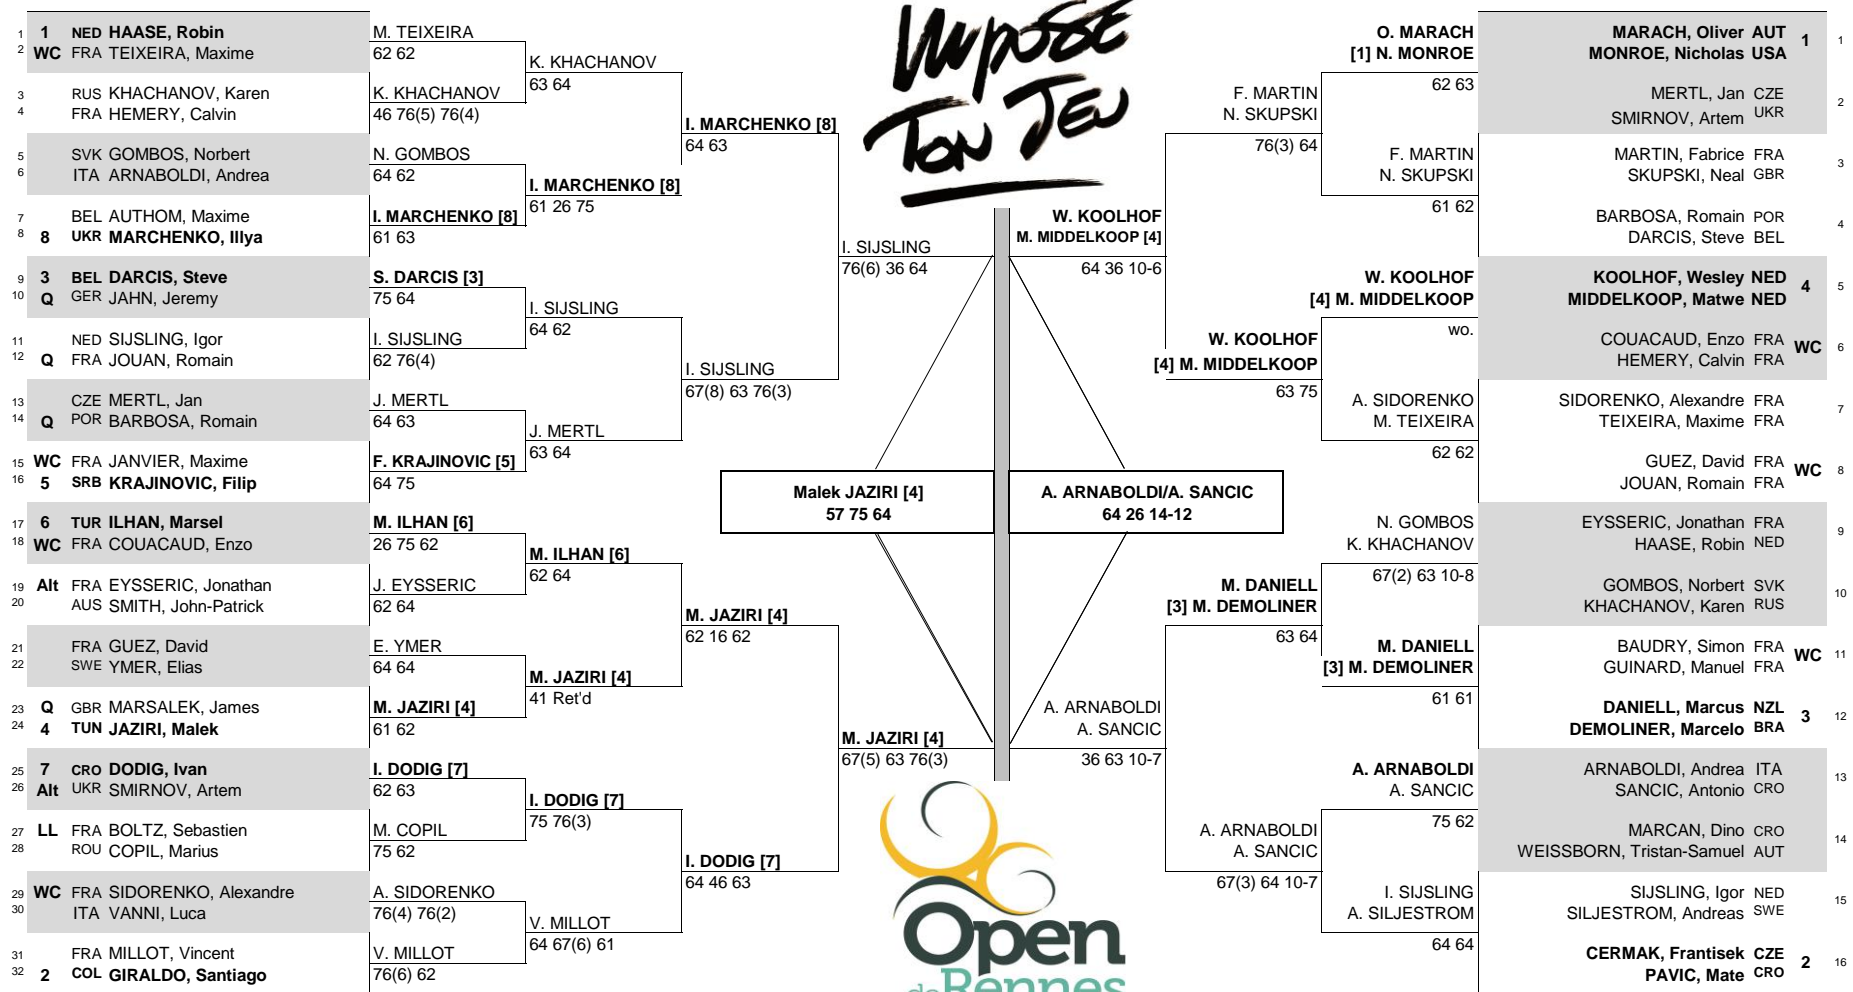 Impose
Ton Jeu
1 1 NED HAASE, Robin
2 WC FRA TEIXEIRA, Maxime
3 RUS KHACHANOV, Karen
4 FRA HEMERY, Calvin
5 SVK GOMBOS, Norbert
6 ITA ARNABOLDI, Andrea
7 BEL AUTHOM, Maxime
8 8 UKR MARCHENKO, Illya
9 3 BEL DARCIS, Steve
10 Q GER JAHN, Jeremy
11 NED SIJSLING, Igor
12 Q FRA JOUAN, Romain
13 CZE MERTL, Jan
14 Q POR BARBOSA, Romain
15 WC FRA JANVIER, Maxime
16 5 SRB KRAJINOVIC, Filip
17 6 TUR ILHAN, Marsel
18 WC FRA COUACAUD, Enzo
19 Alt FRA EYSSERIC, Jonathan
20 AUS SMITH, John-Patrick
21 FRA GUEZ, David
22 SWE YMER, Elias
23 Q GBR MARSALEK, James
24 4 TUN JAZIRI, Malek
25 7 CRO DODIG, Ivan
26 Alt UKR SMIRNOV, Artem
27 LL FRA BOLTZ, Sebastien
28 ROU COPIL, Marius
29 WC FRA SIDORENKO, Alexandre
30 ITA VANNI, Luca
31 FRA MILLOT, Vincent
32 2 COL GIRALDO, Santiago
M. TEIXEIRA
62 62
K. KHACHANOV
46 76(5) 76(4)
N. GOMBOS
64 62
I. MARCHENKO [8]
61 63
S. DARCIS [3]
75 64
I. SIJSLING
62 76(4)
J. MERTL
64 63
F. KRAJINOVIC [5]
64 75
M. ILHAN [6]
26 75 62
J. EYSSERIC
62 64
E. YMER
64 64
M. JAZIRI [4]
61 62
I. DODIG [7]
62 63
M. COPIL
75 62
A. SIDORENKO
76(4) 76(2)
V. MILLOT
76(6) 62
K. KHACHANOV
63 64
I. MARCHENKO [8]
61 26 75
I. SIJSLING
64 62
J. MERTL
63 64
M. ILHAN [6]
62 64
M. JAZIRI [4]
41 Ret'd
I. DODIG [7]
75 76(3)
V. MILLOT
64 67(6) 61
I. MARCHENKO [8]
64 63
I. SIJSLING
67(8) 63 76(3)
M. JAZIRI [4]
62 16 62
I. DODIG [7]
64 46 63
I. SIJSLING
76(6) 36 64
M. JAZIRI [4]
67(5) 63 76(3)
Malek JAZIRI [4]
57 75 64
A. ARNABOLDI/A. SANCIC
64 26 14-12
W. KOOLHOF
M. MIDDELKOOP [4]
64 36 10-6
A. ARNABOLDI
A. SANCIC
36 63 10-7
F. MARTIN
N. SKUPSKI
76(3) 64
W. KOOLHOF
[4] M. MIDDELKOOP
63 75
M. DANIELL
[3] M. DEMOLINER
63 64
A. ARNABOLDI
A. SANCIC
67(3) 64 10-7
O. MARACH
[1] N. MONROE
62 63
F. MARTIN
N. SKUPSKI
61 62
W. KOOLHOF
[4] M. MIDDELKOOP
wo.
A. SIDORENKO
M. TEIXEIRA
62 62
N. GOMBOS
K. KHACHANOV
67(2) 63 10-8
M. DANIELL
[3] M. DEMOLINER
61 61
A. ARNABOLDI
A. SANCIC
75 62
I. SIJSLING
A. SILJESTROM
64 64
MARACH, Oliver AUT 1 1
MONROE, Nicholas USA
MERTL, Jan CZE 2
SMIRNOV, Artem UKR
MARTIN, Fabrice FRA 3
SKUPSKI, Neal GBR
BARBOSA, Romain POR 4
DARCIS, Steve BEL
KOOLHOF, Wesley NED 4 5
MIDDELKOOP, Matwe NED
COUACAUD, Enzo FRA WC 6
HEMERY, Calvin FRA
SIDORENKO, Alexandre FRA 7
TEIXEIRA, Maxime FRA
GUEZ, David FRA WC 8
JOUAN, Romain FRA
EYSSERIC, Jonathan FRA 9
HAASE, Robin NED
GOMBOS, Norbert SVK 10
KHACHANOV, Karen RUS
BAUDRY, Simon FRA WC 11
GUINARD, Manuel FRA
DANIELL, Marcus NZL 3 12
DEMOLINER, Marcelo BRA
ARNABOLDI, Andrea ITA 13
SANCIC, Antonio CRO
MARCAN, Dino CRO 14
WEISSBORN, Tristan-Samuel AUT
SIJSLING, Igor NED 15
SILJESTROM, Andreas SWE
CERMAK, Frantisek CZE 2 16
PAVIC, Mate CRO
Open
de Rennes